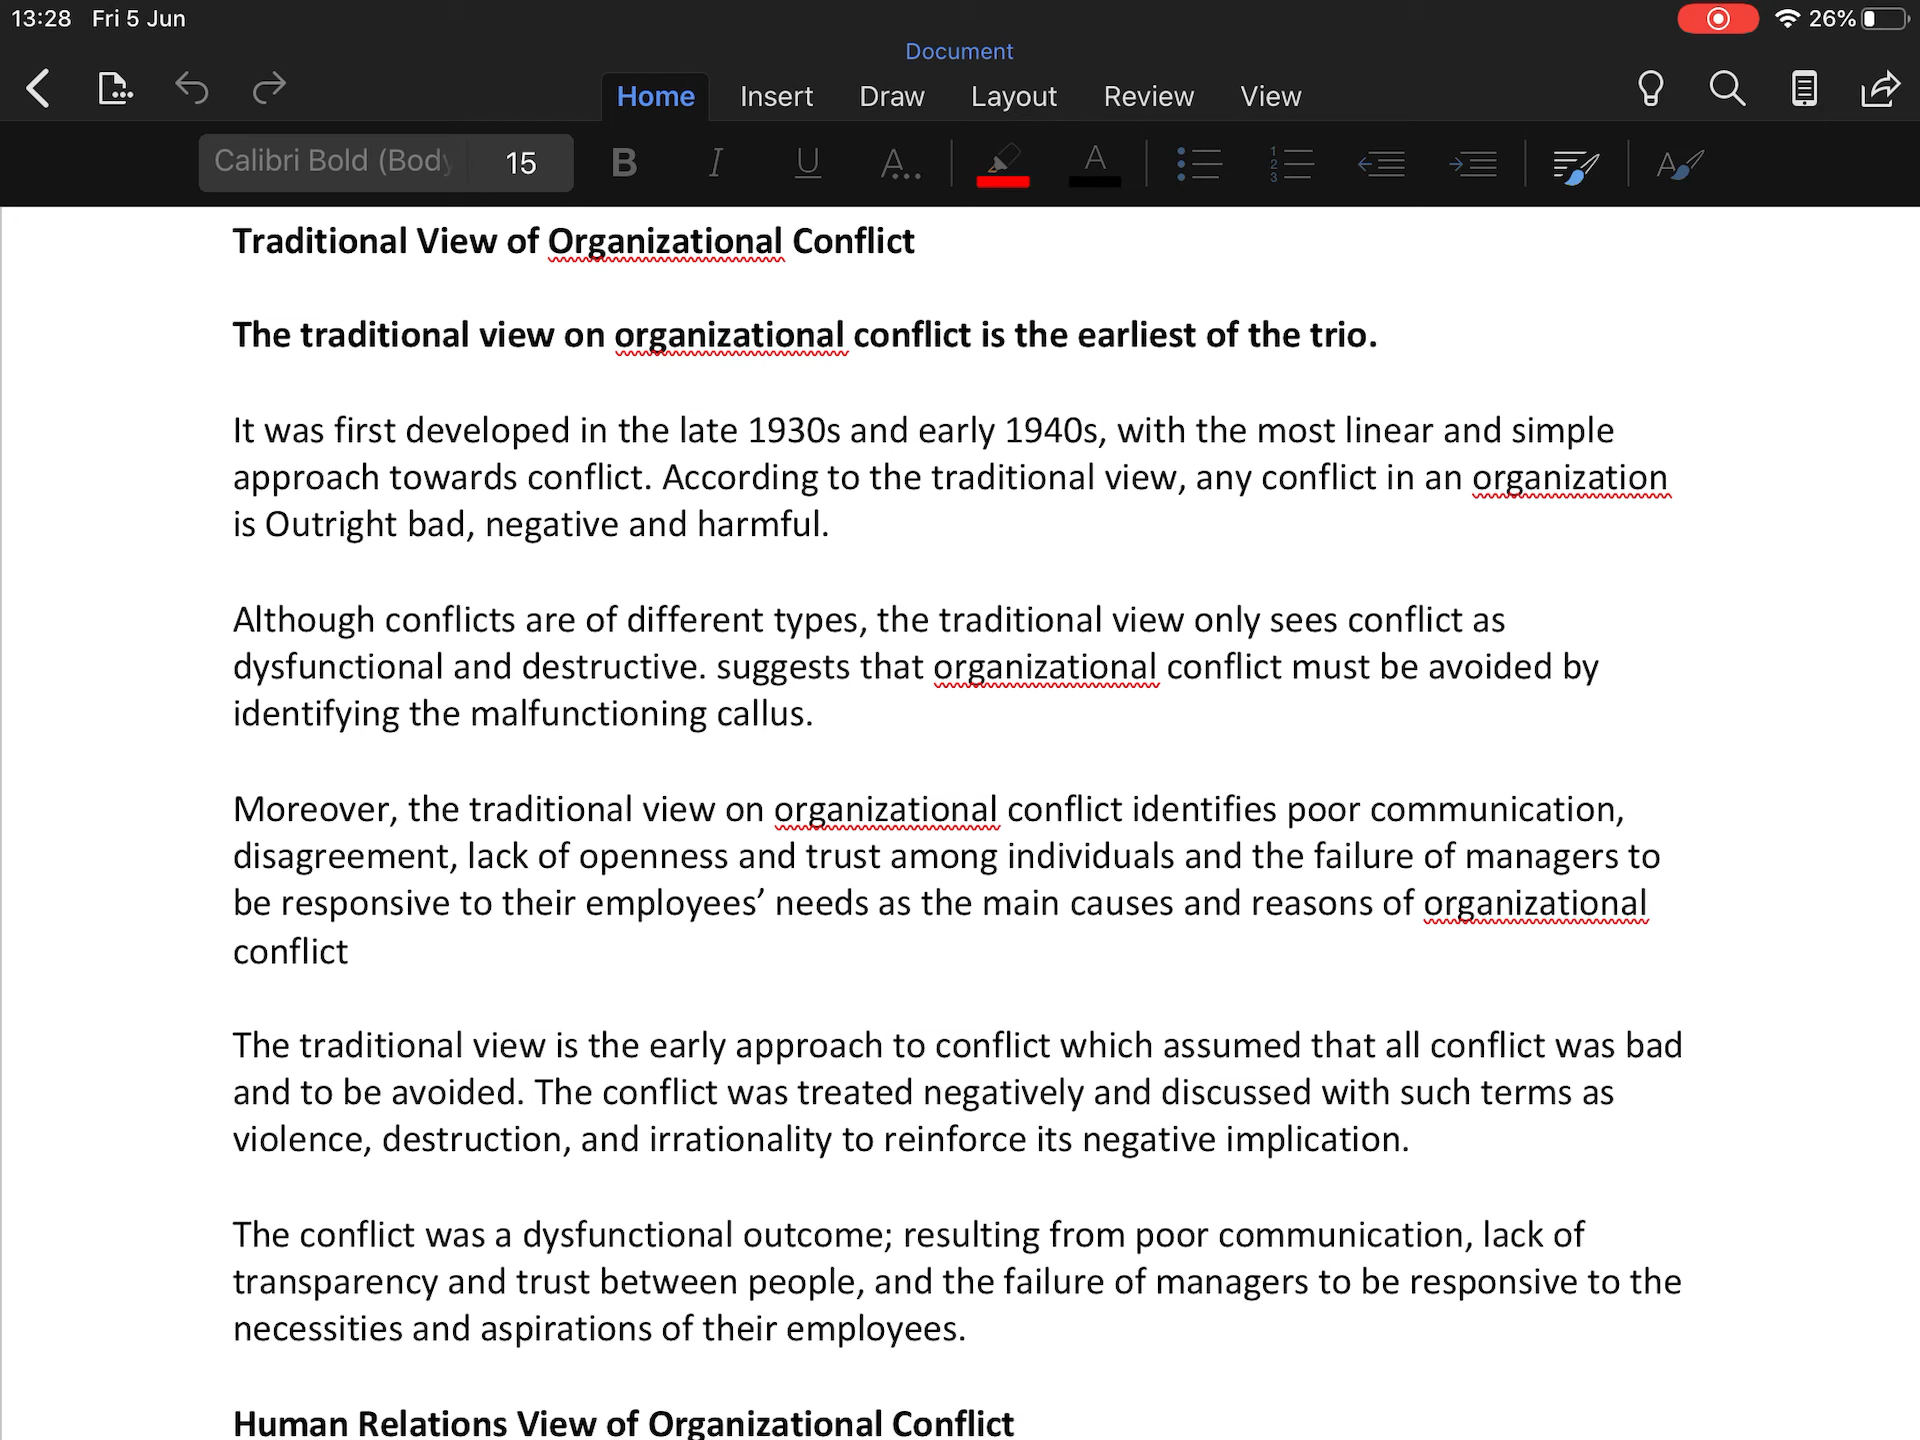 13:28 Fri 5 Jun 26%
Document
Home Insert Draw Layout Review View
Calibri Bold (Body 15 B I U A... A
Traditional View of Organizational Conflict
The traditional view on organizational conflict is the earliest of the trio.
It was first developed in the late 1930s and early 1940s, with the most linear and simple
approach towards conflict. According to the traditional view, any conflict in an organization
is Outright bad, negative and harmful.
Although conflicts are of different types, the traditional view only sees conflict as
dysfunctional and destructive. suggests that organizational conflict must be avoided by
identifying the malfunctioning callus.
Moreover, the traditional view on organizational conflict identifies poor communication,
disagreement, lack of openness and trust among individuals and the failure of managers to
be responsive to their employees’ needs as the main causes and reasons of organizational
conflict
The traditional view is the early approach to conflict which assumed that all conflict was bad
and to be avoided. The conflict was treated negatively and discussed with such terms as
violence, destruction, and irrationality to reinforce its negative implication.
The conflict was a dysfunctional outcome; resulting from poor communication, lack of
transparency and trust between people, and the failure of managers to be responsive to the
necessities and aspirations of their employees.
Human Relations View of Organizational Conflict